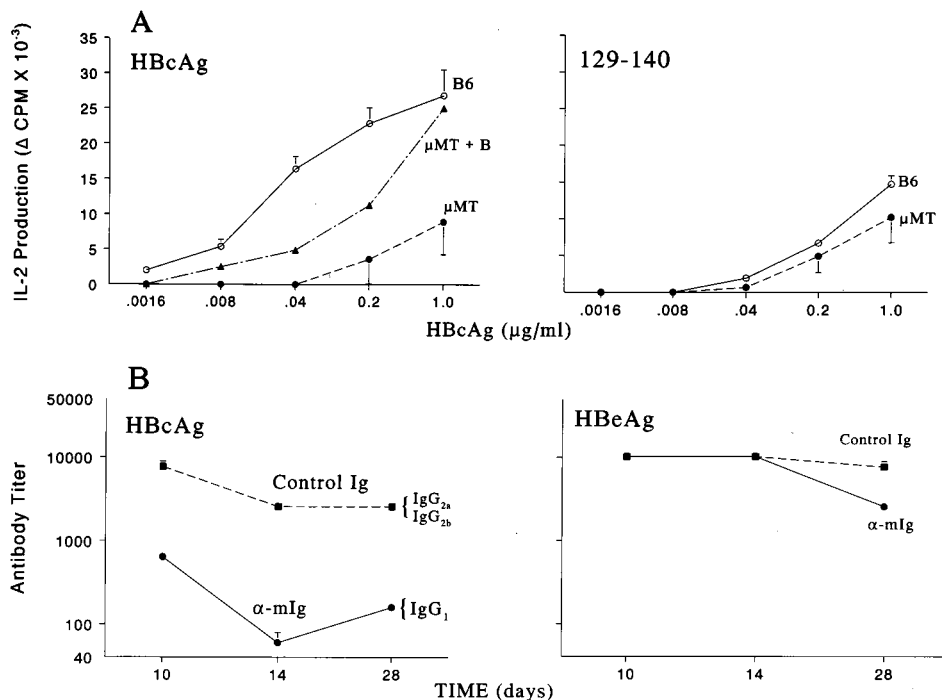 A
HBcAg
129-140
IL-2 Production (Δ CPM X 10⁻³)
35
30
25
20
15
10
5
0
B6
µMT + B
µMT
B6
µMT
.0016 .008 .04 0.2 1.0
.0016 .008 .04 0.2 1.0
HBcAg (µg/ml)
B
HBcAg
HBeAg
Antibody Titer
50000
10000
1000
100
40
Control Ig
{ IgG₂ₐ
IgG₂b
α-mIg
{ IgG₁
Control Ig
α-mIg
10 14 28
10 14 28
TIME (days)